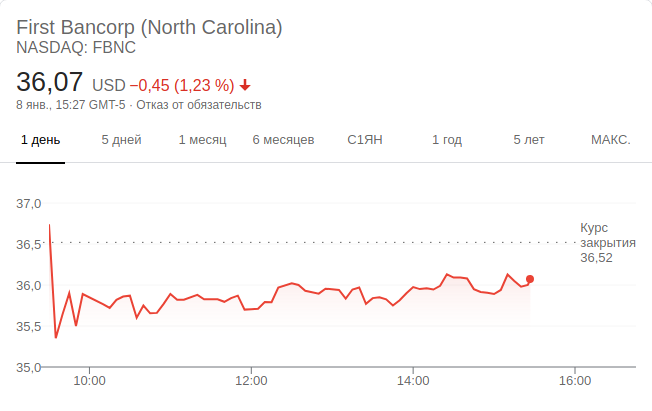 First Bancorp (North Carolina)
NASDAQ: FBNC
36,07 USD −0,45 (1,23 %)
8 янв., 15:27 GMT-5 · Отказ от обязательств
1 день 5 дней 1 месяц 6 месяцев С1ЯН 1 год 5 лет МАКС.
37,0
36,5
36,0
35,5
35,0
Курс
закрытия
36,52
10:00 12:00 14:00 16:00